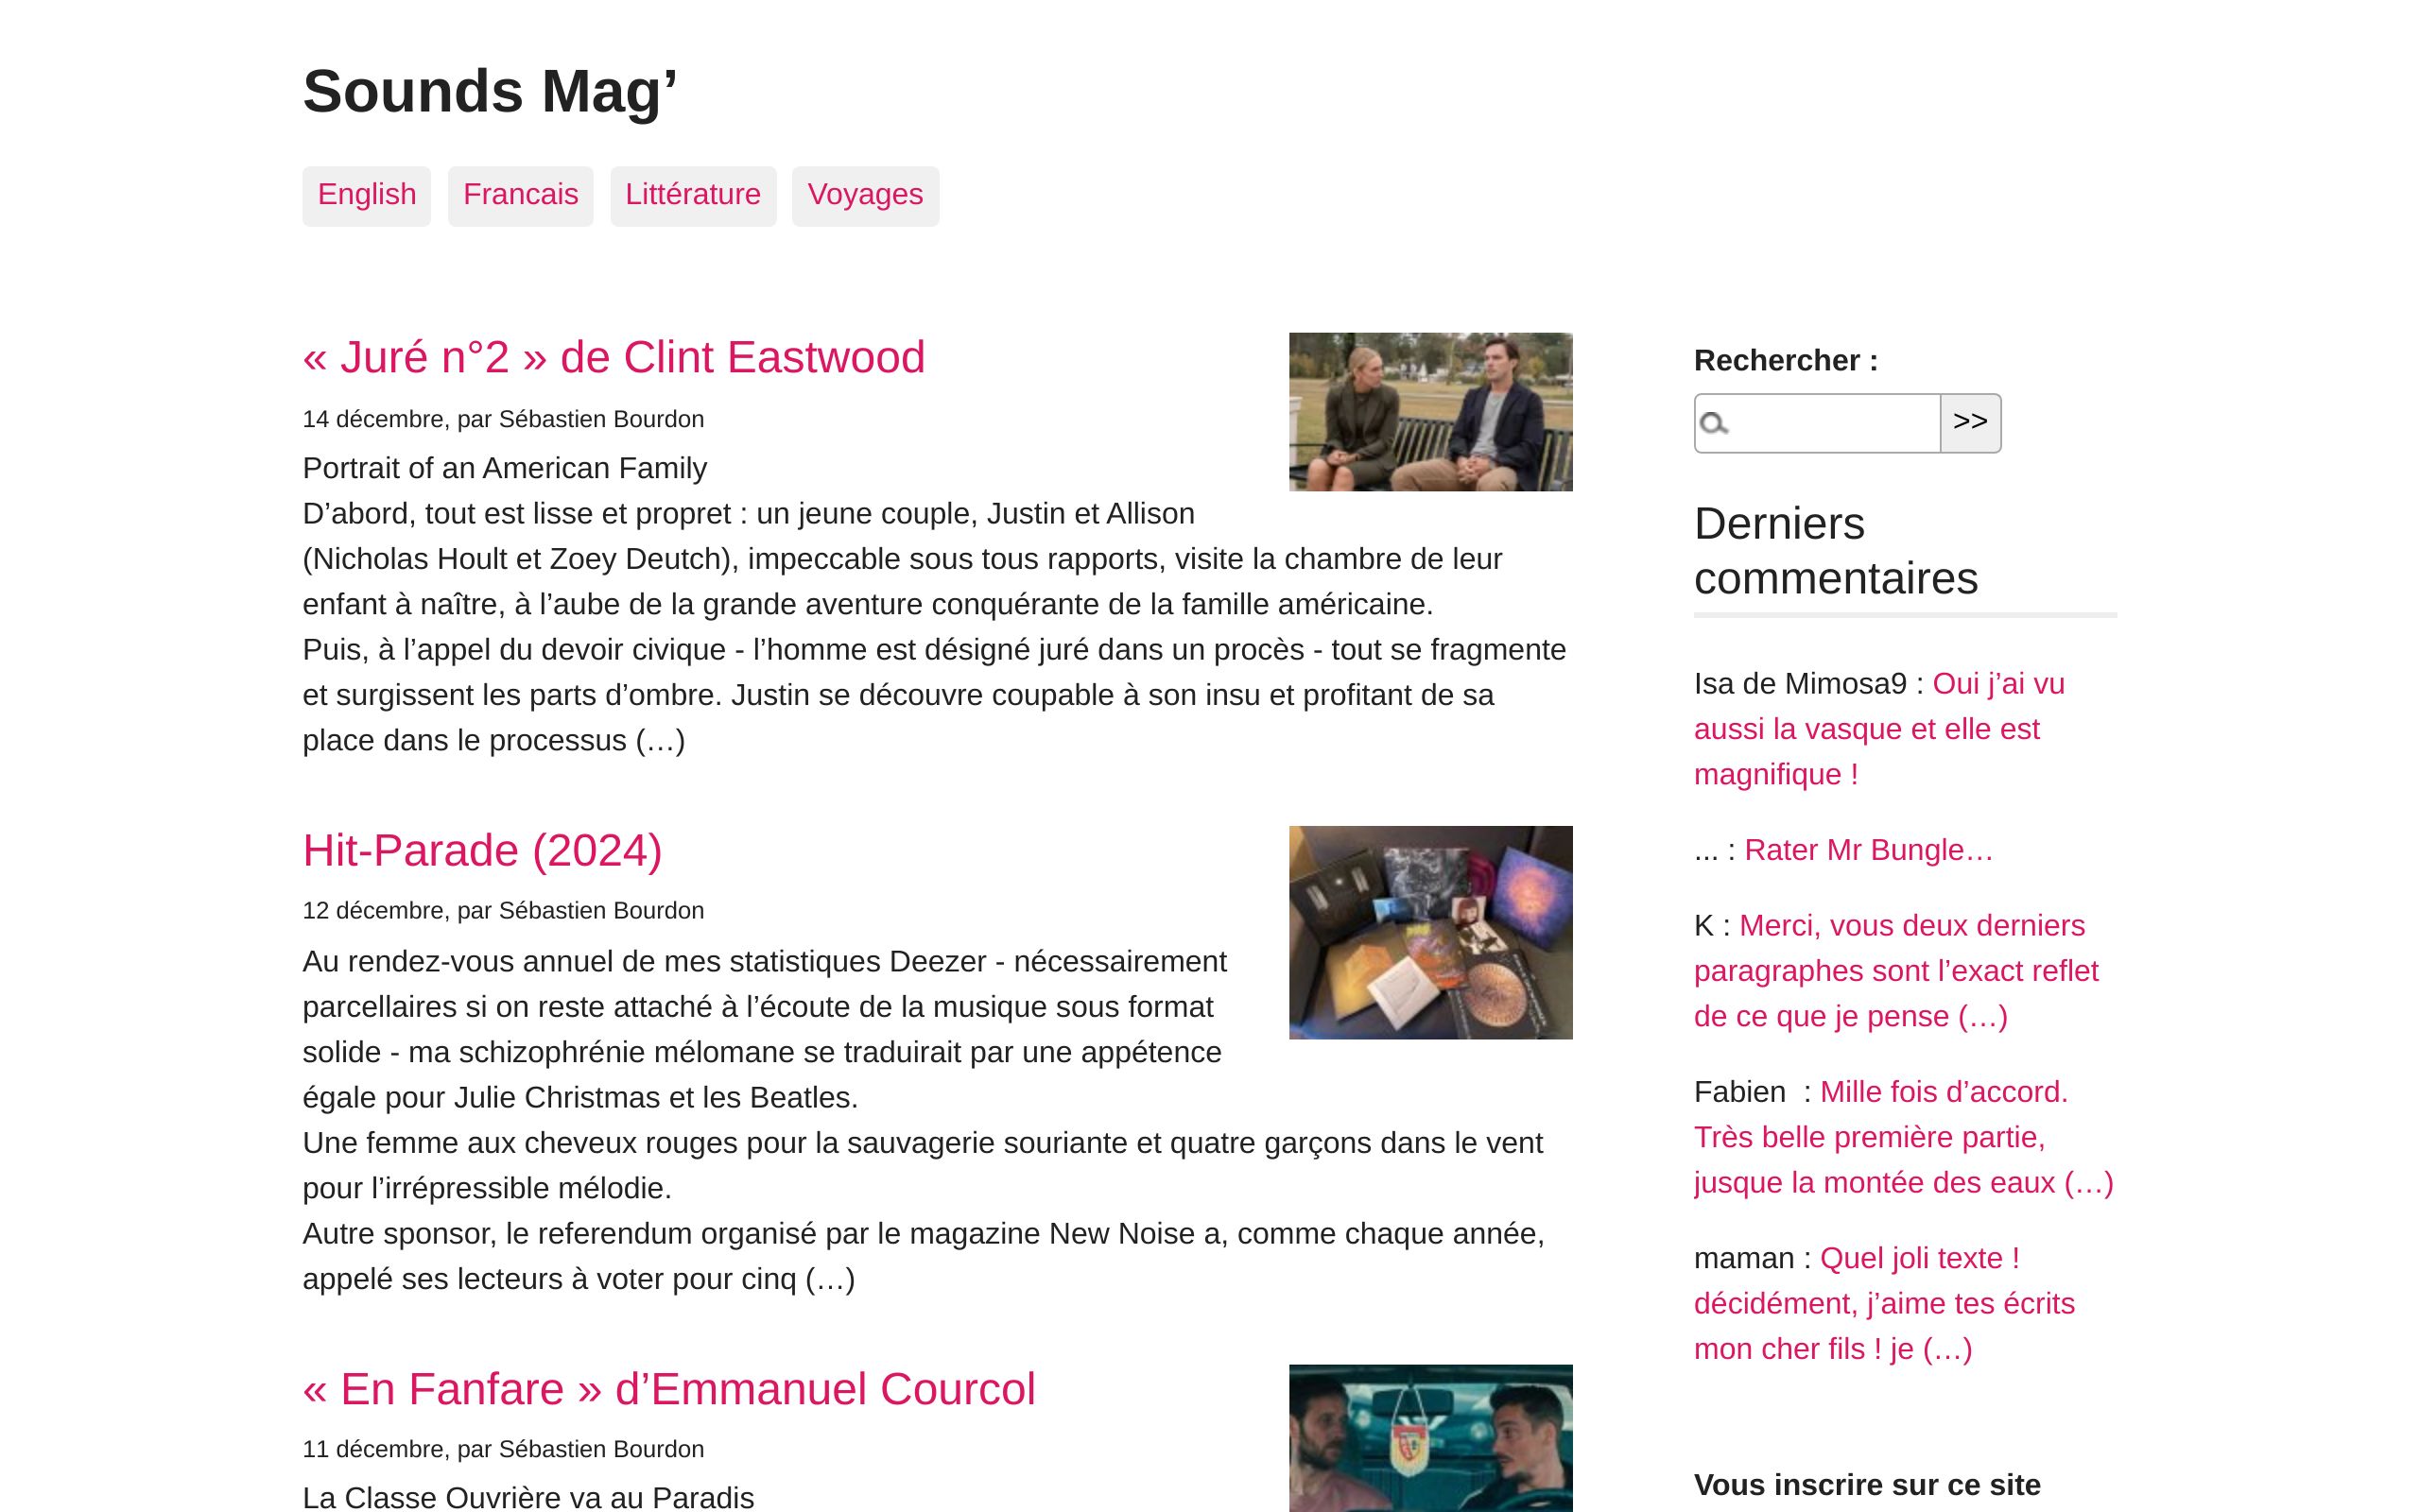 Sounds Mag’
English Francais Littérature Voyages
« Juré n°2 » de Clint Eastwood
14 décembre, par Sébastien Bourdon
Portrait of an American Family
D’abord, tout est lisse et propret : un jeune couple, Justin et Allison
(Nicholas Hoult et Zoey Deutch), impeccable sous tous rapports, visite la chambre de leur
enfant à naître, à l’aube de la grande aventure conquérante de la famille américaine.
Puis, à l’appel du devoir civique - l’homme est désigné juré dans un procès - tout se fragmente
et surgissent les parts d’ombre. Justin se découvre coupable à son insu et profitant de sa
place dans le processus (…)
Hit-Parade (2024)
12 décembre, par Sébastien Bourdon
Au rendez-vous annuel de mes statistiques Deezer - nécessairement
parcellaires si on reste attaché à l’écoute de la musique sous format
solide - ma schizophrénie mélomane se traduirait par une appétence
égale pour Julie Christmas et les Beatles.
Une femme aux cheveux rouges pour la sauvagerie souriante et quatre garçons dans le vent
pour l’irrépressible mélodie.
Autre sponsor, le referendum organisé par le magazine New Noise a, comme chaque année,
appelé ses lecteurs à voter pour cinq (…)
« En Fanfare » d’Emmanuel Courcol
11 décembre, par Sébastien Bourdon
La Classe Ouvrière va au Paradis
Rechercher :
>>
Derniers
commentaires
Isa de Mimosa9 : Oui j’ai vu
aussi la vasque et elle est
magnifique !
... : Rater Mr Bungle…
K : Merci, vous deux derniers
paragraphes sont l’exact reflet
de ce que je pense (…)
Fabien  : Mille fois d’accord.
Très belle première partie,
jusque la montée des eaux (…)
maman : Quel joli texte !
décidément, j’aime tes écrits
mon cher fils ! je (…)
Vous inscrire sur ce site